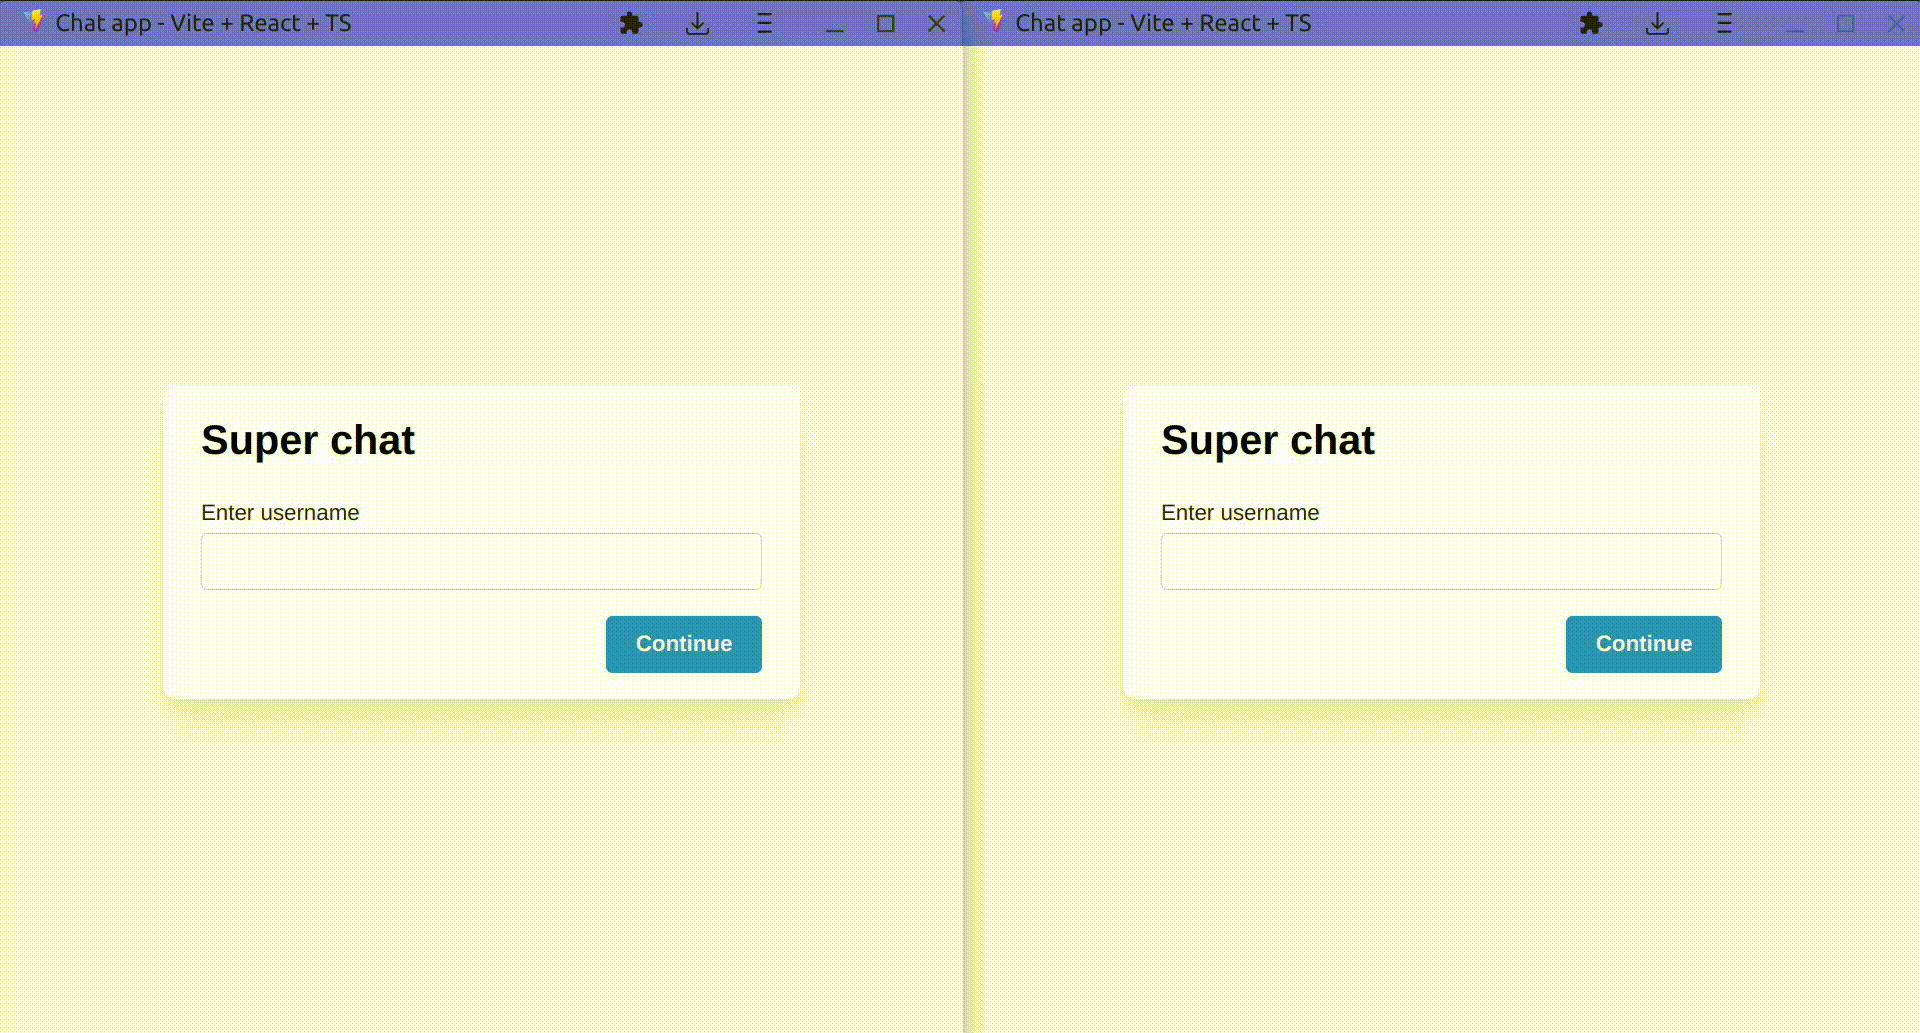 Chat app - Vite + React + TS
Super chat
Enter username
Continue
Chat app - Vite + React + TS
Super chat
Enter username
Continue